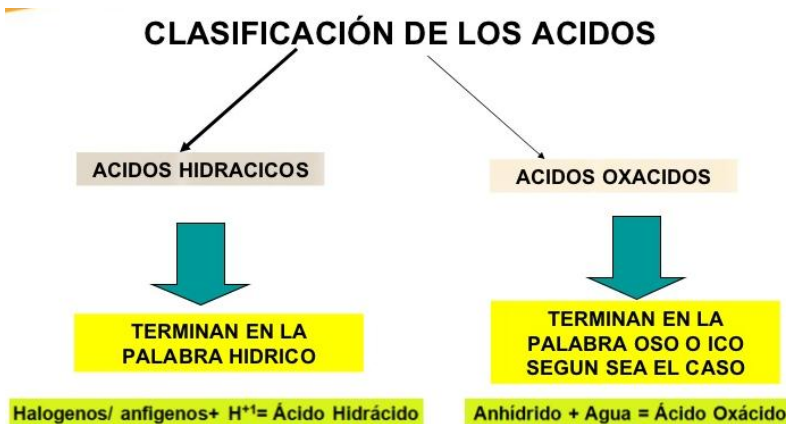 CLASIFICACIÓN DE LOS ACIDOS
ACIDOS HIDRACICOS
TERMINAN EN LA
PALABRA HIDRICO
Halogenos/ anfigenos+ H+1= Ácido Hidrácido
ACIDOS OXACIDOS
TERMINAN EN LA
PALABRA OSO O ICO
SEGUN SEA EL CASO
Anhídrido + Agua = Ácido Oxácido